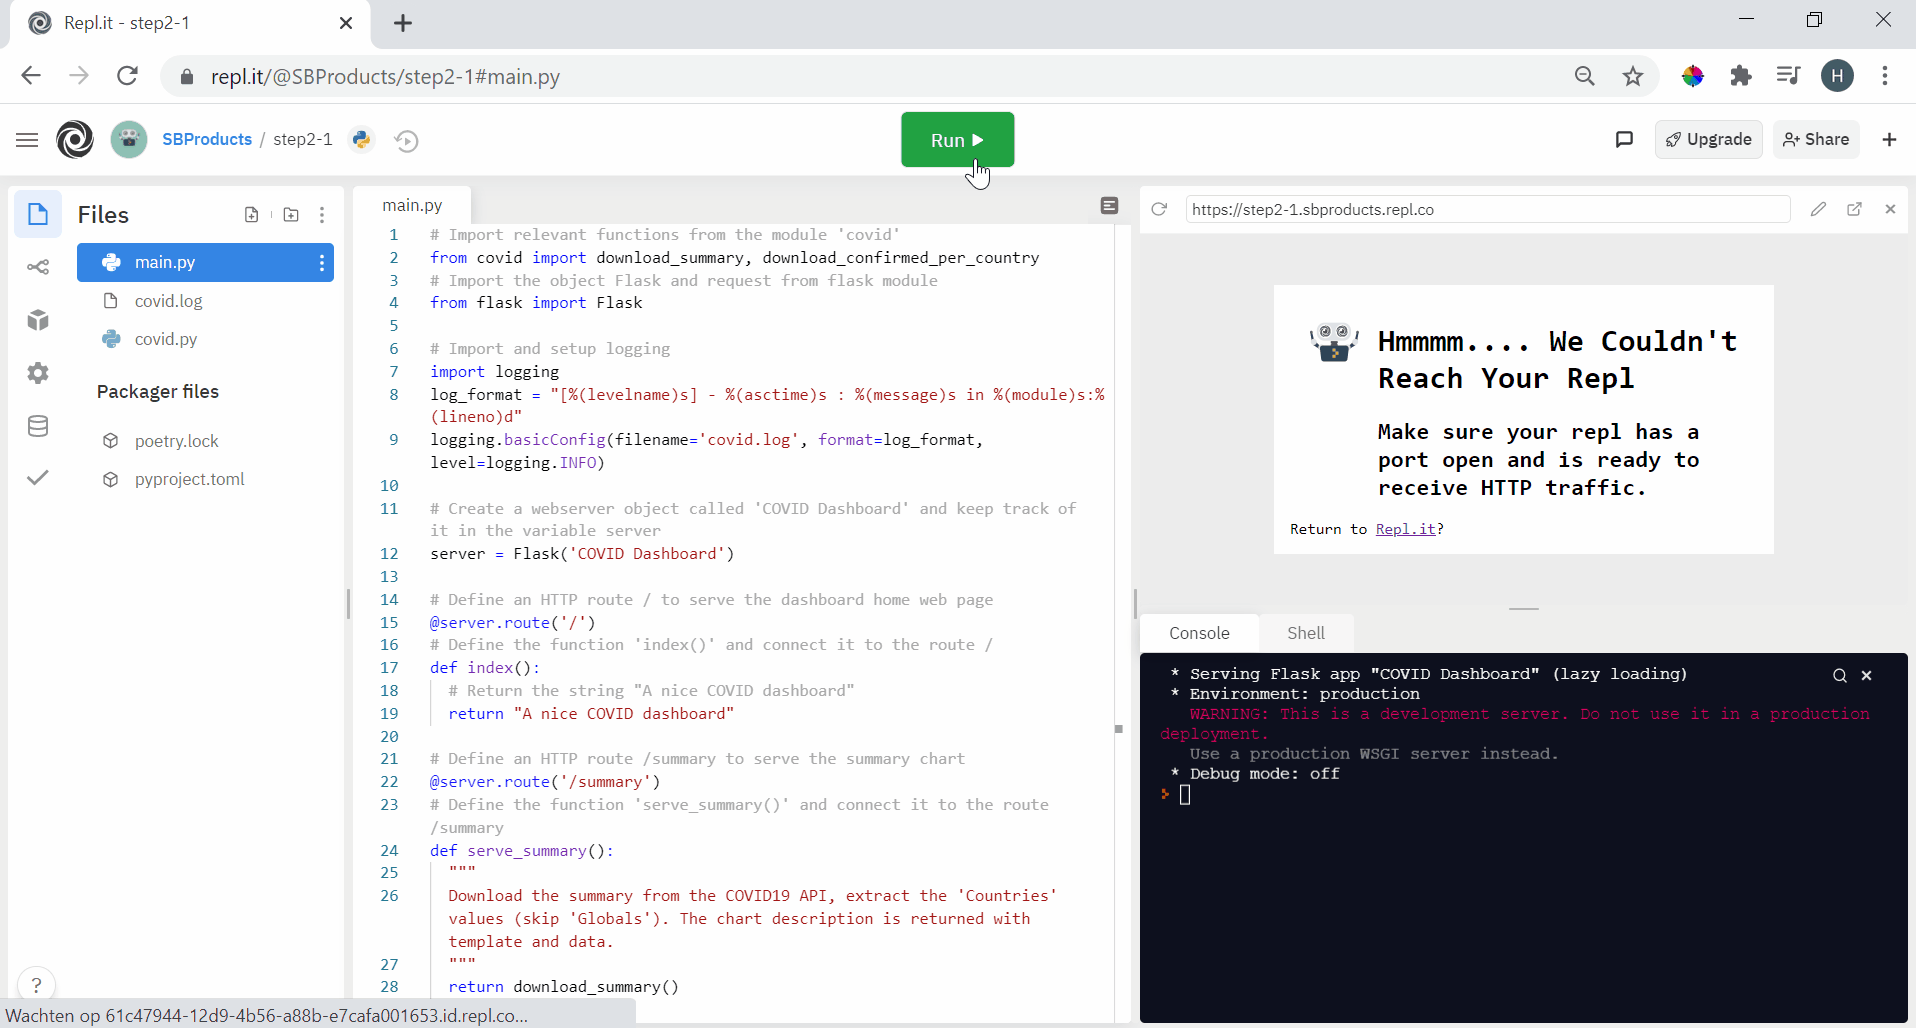 Repl.it - step2-1
repl.it/@SBProducts/step2-1#main.py
H
SBProducts / step2-1
Run
Upgrade
Share
Files
main.py
covid.log
covid.py
Packager files
poetry.lock
pyproject.toml
?
Wachten op 61c47944-12d9-4b56-a88b-e7cafa001653.id.repl.co...
main.py
1 # Import relevant functions from the module 'covid'
2 from covid import download_summary, download_confirmed_per_country
3 # Import the object Flask and request from flask module
4 from flask import Flask
5
6 # Import and setup logging
7 import logging
8 log_format = "[%(levelname)s] - %(asctime)s : %(message)s in %(module)s:%
(lineno)d"
9 logging.basicConfig(filename='covid.log', format=log_format,
level=logging.INFO)
10
11 # Create a webserver object called 'COVID Dashboard' and keep track of
it in the variable server
12 server = Flask('COVID Dashboard')
13
14 # Define an HTTP route / to serve the dashboard home web page
15 @server.route('/')
16 # Define the function 'index()' and connect it to the route /
17 def index():
18 # Return the string "A nice COVID dashboard"
19 return "A nice COVID dashboard"
20
21 # Define an HTTP route /summary to serve the summary chart
22 @server.route('/summary')
23 # Define the function 'serve_summary()' and connect it to the route
/summary
24 def serve_summary():
25 """
26 Download the summary from the COVID19 API, extract the 'Countries'
values (skip 'Globals'). The chart description is returned with
template and data.
27 """
28 return download_summary()
https://step2-1.sbproducts.repl.co
Hmmmm.... We Couldn't
Reach Your Repl
Make sure your repl has a
port open and is ready to
receive HTTP traffic.
Return to Repl.it?
Console
Shell
* Serving Flask app "COVID Dashboard" (lazy loading)
* Environment: production
WARNING: This is a development server. Do not use it in a production
deployment.
Use a production WSGI server instead.
* Debug mode: off